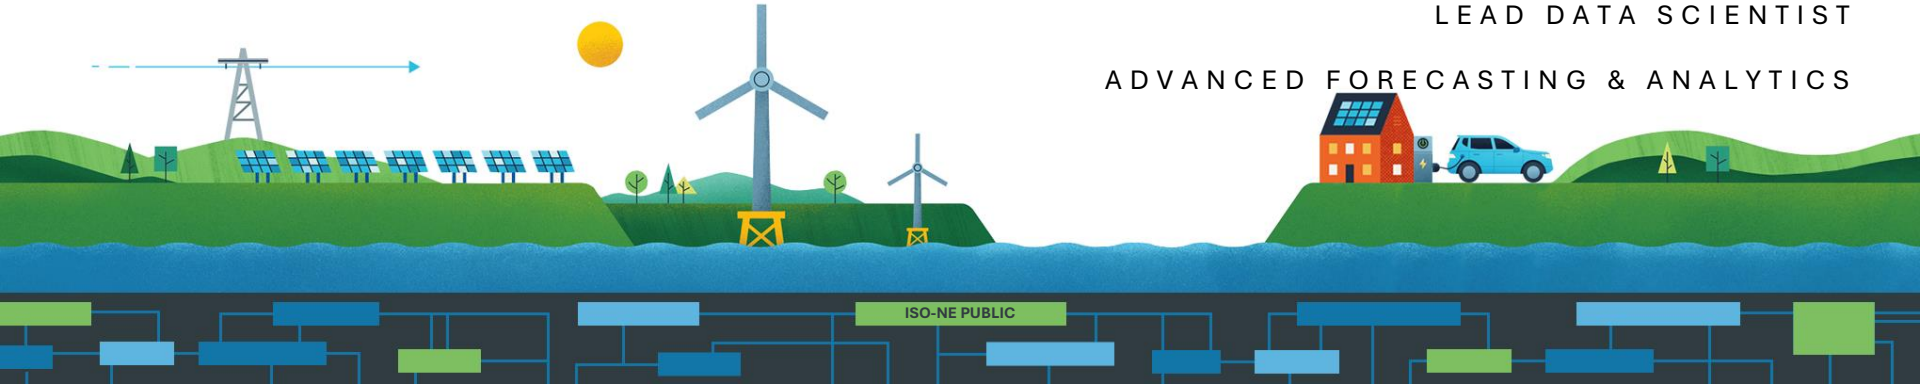 LEAD DATA SCIENTIST
ADVANCED FORECASTING & ANALYTICS
ISO-NE PUBLIC